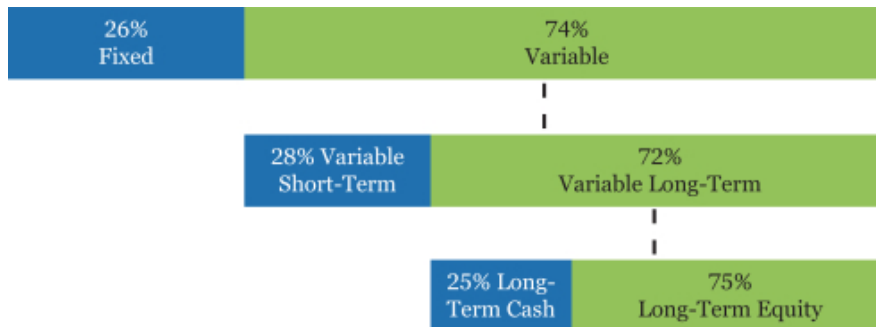 26%
Fixed
74%
Variable
28% Variable
Short-Term
72%
Variable Long-Term
25% Long-
Term Cash
75%
Long-Term Equity